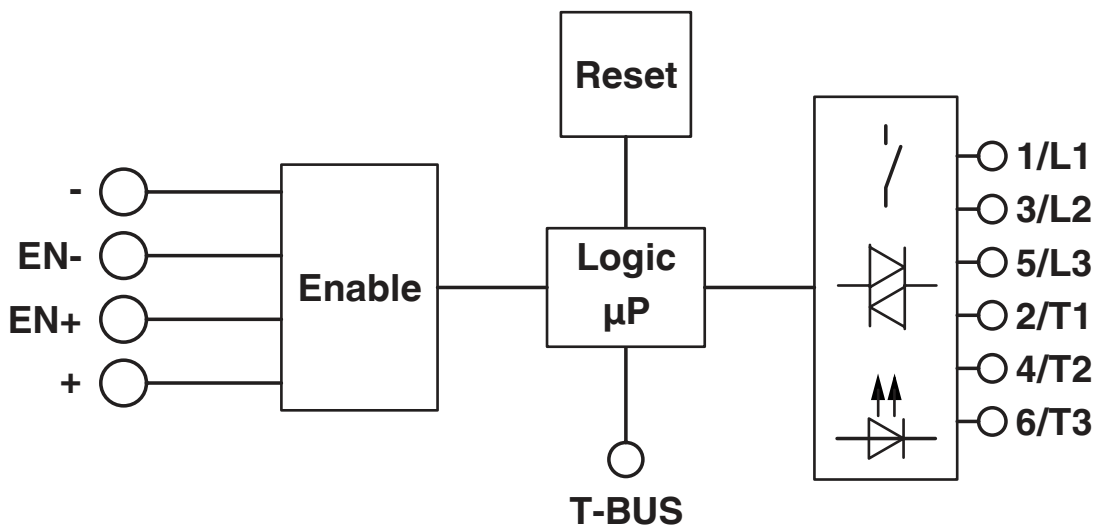 Reset
-
EN-
EN+
+
Enable
Logic
µP
T-BUS
1/L1
3/L2
5/L3
2/T1
4/T2
6/T3